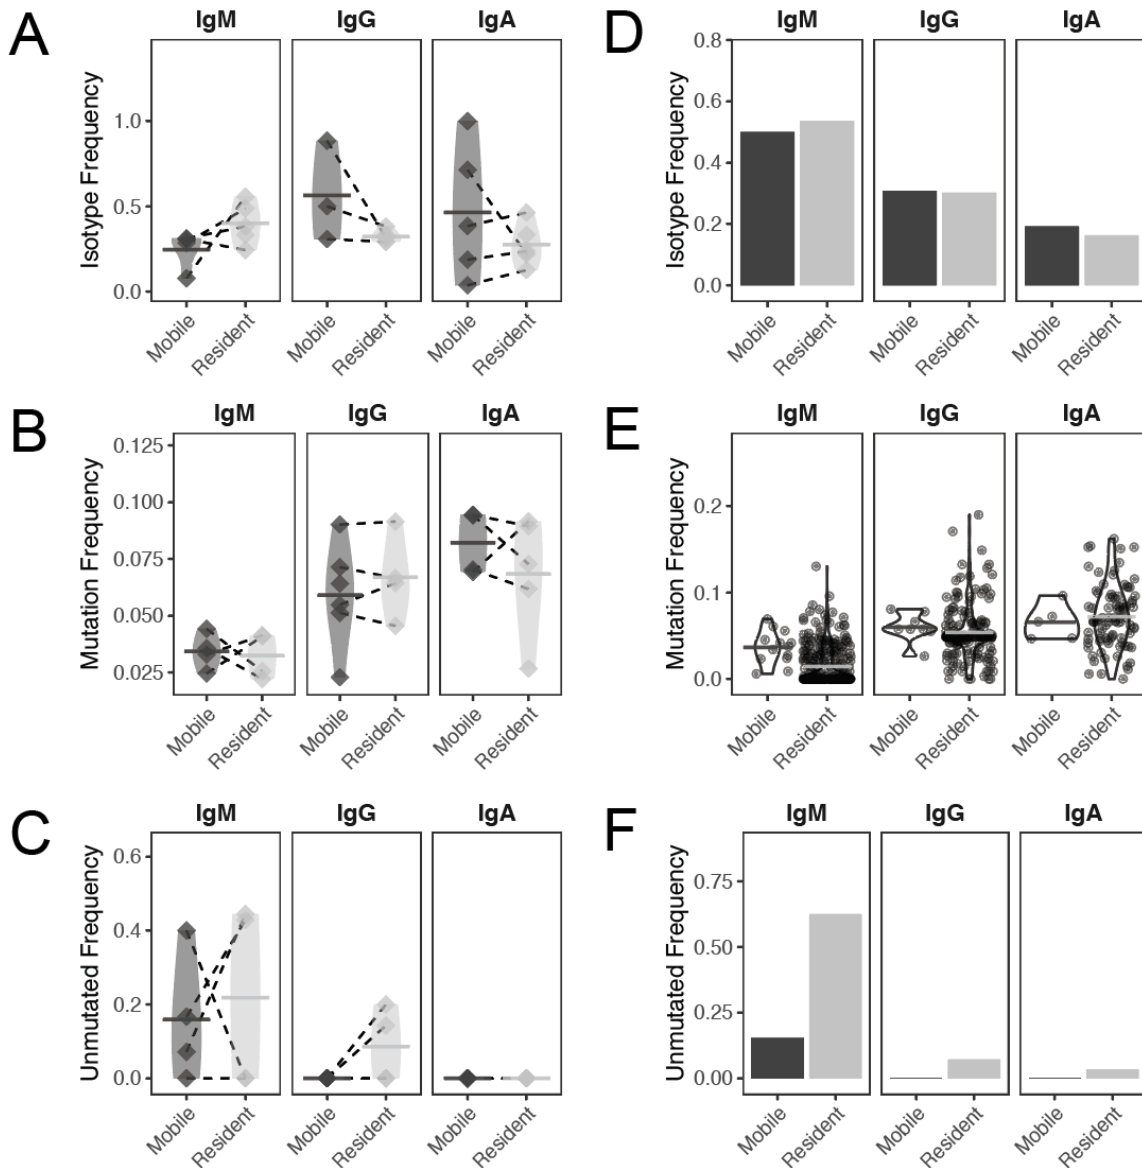 A
IgM IgG IgA
Isotype Frequency
1.0
0.5
0.0
Mobile Resident Mobile Resident Mobile Resident
D
IgM IgG IgA
Isotype Frequency
0.8
0.6
0.4
0.2
0.0
Mobile Resident Mobile Resident Mobile Resident
B
IgM IgG IgA
Mutation Frequency
0.125
0.100
0.075
0.050
0.025
Mobile Resident Mobile Resident Mobile Resident
E
IgM IgG IgA
Mutation Frequency
0.2
0.1
0.0
Mobile Resident Mobile Resident Mobile Resident
C
IgM IgG IgA
Unmutated Frequency
0.6
0.4
0.2
0.0
Mobile Resident Mobile Resident Mobile Resident
F
IgM IgG IgA
Unmutated Frequency
0.75
0.50
0.25
0.00
Mobile Resident Mobile Resident Mobile Resident